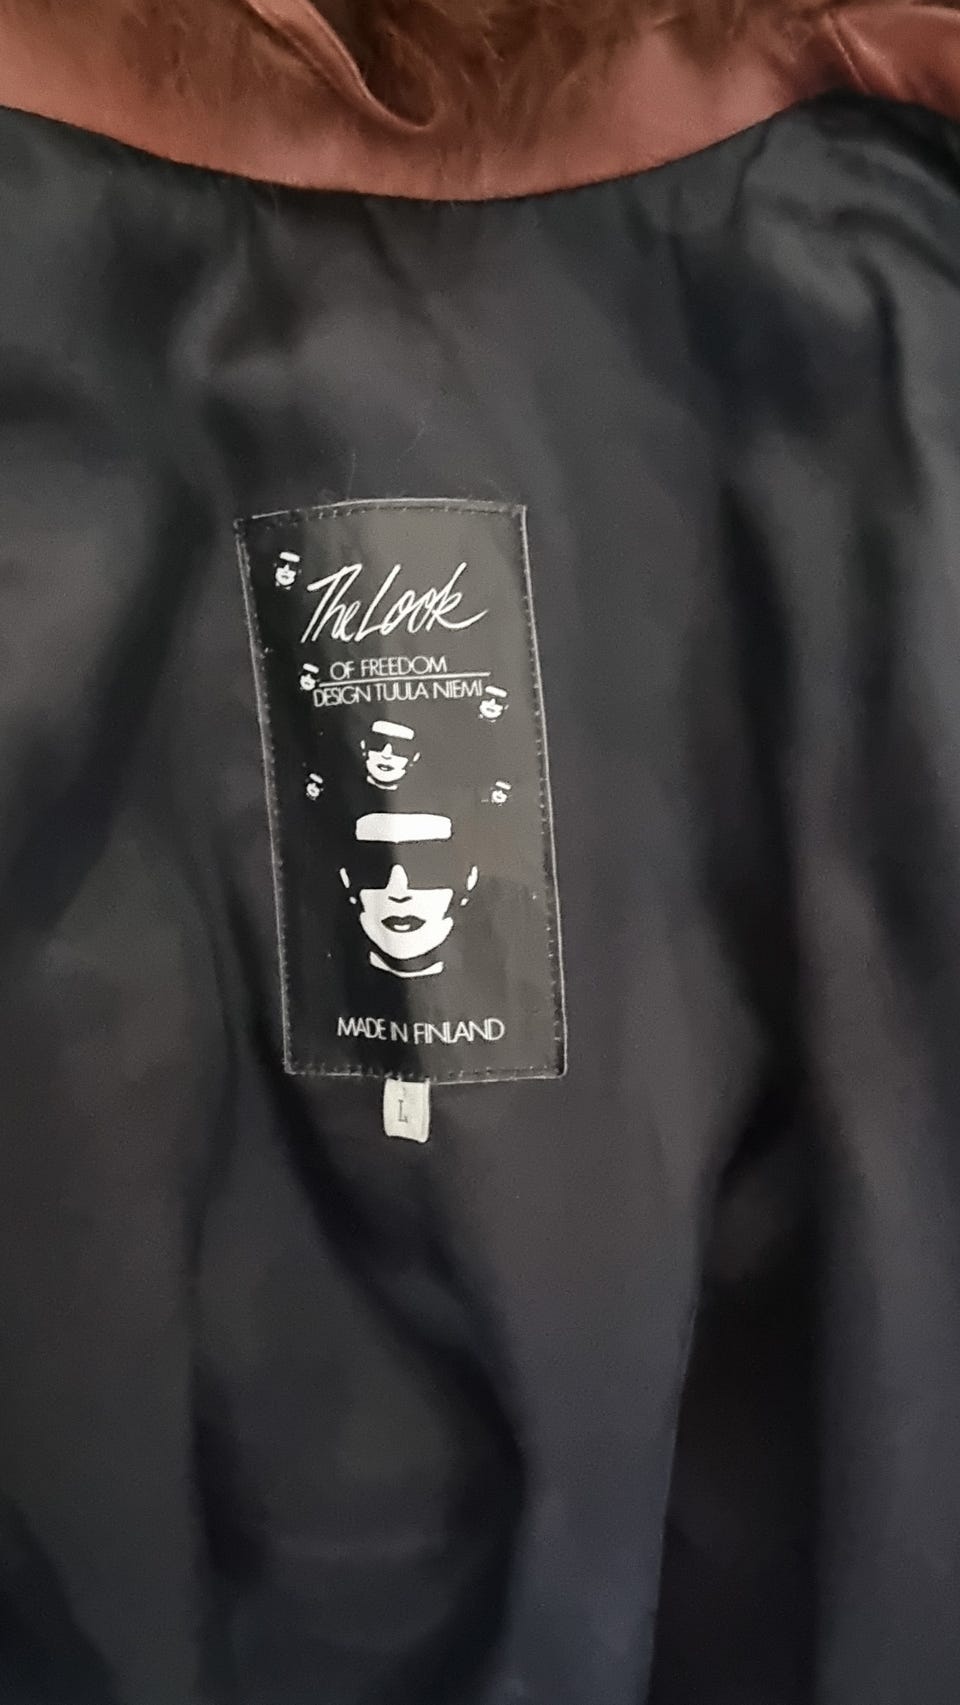 The Look
OF FREEDOM
DESIGN TUULA NIEMI
MADE IN FINLAND
L